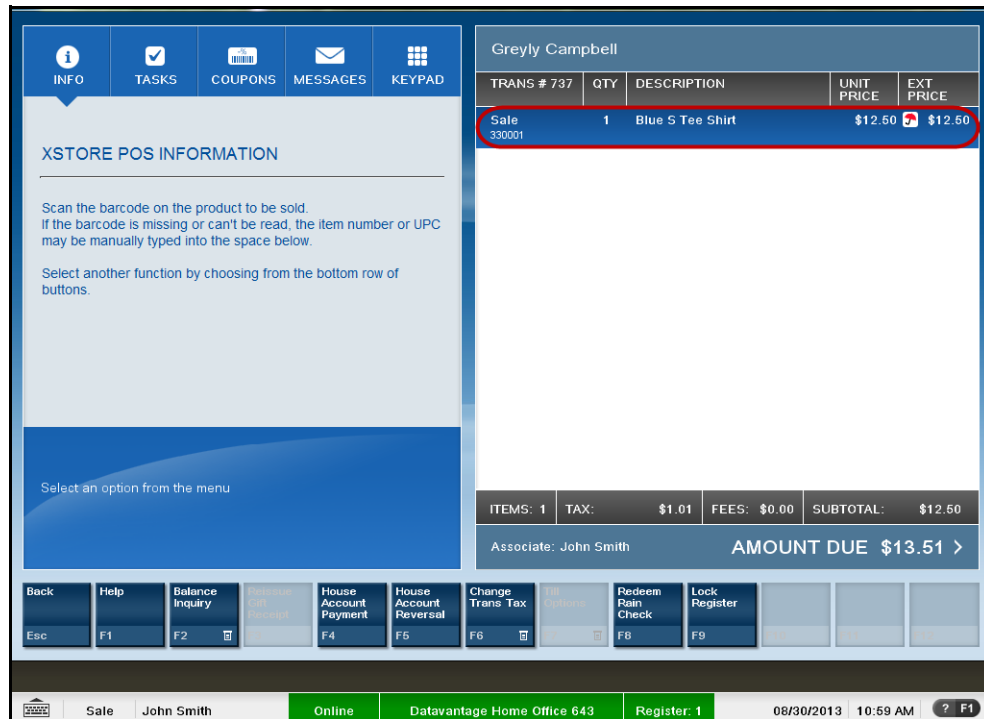 INFO TASKS COUPONS MESSAGES KEYPAD
XSTORE POS INFORMATION
Scan the barcode on the product to be sold.
If the barcode is missing or can't be read, the item number or UPC
may be manually typed into the space below.
Select another function by choosing from the bottom row of
buttons.
Select an option from the menu
Greyly Campbell
TRANS # 737 QTY DESCRIPTION UNIT PRICE EXT PRICE
Sale 1 Blue S Tee Shirt $12.50 $12.50
330001
ITEMS: 1 TAX: $1.01 FEES: $0.00 SUBTOTAL: $12.50
Associate: John Smith AMOUNT DUE $13.51 >
Back Help Balance Inquiry Reissue Gift Receipt House Account Payment House Account Reversal Change Trans Tax Till Options Redeem Rain Check Lock Register
Esc F1 F2 F4 F5 F6 F8 F9
Sale John Smith Online Datavantage Home Office 643 Register: 1 08/30/2013 10:59 AM ? F1